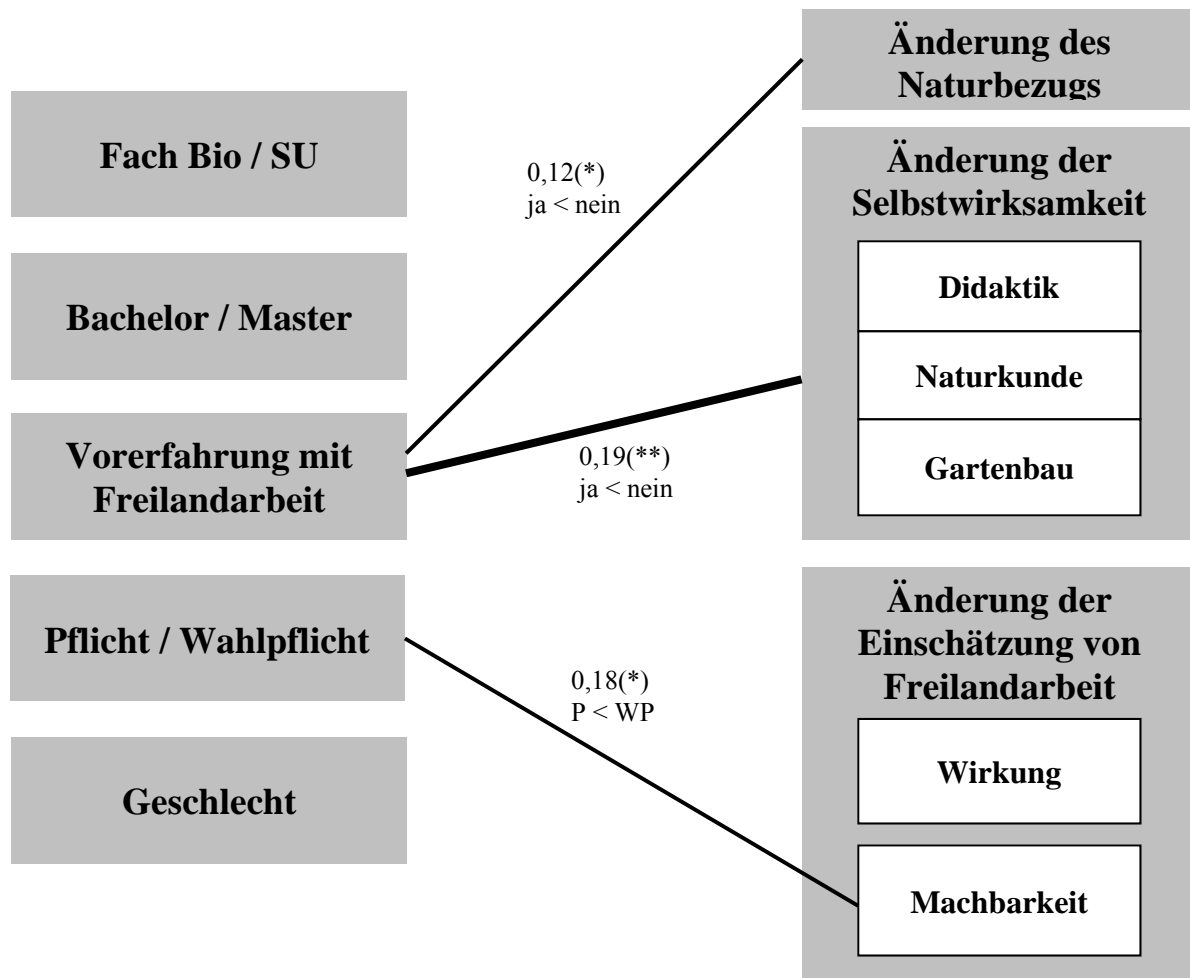 Fach Bio / SU
Bachelor / Master
Vorerfahrung mit
Freilandarbeit
Pflicht / Wahlpflicht
Geschlecht
0,12(*)
ja < nein
0,19(**)
ja < nein
0,18(*)
P < WP
Änderung des
Naturbezugs
Änderung der
Selbstwirksamkeit
Didaktik
Naturkunde
Gartenbau
Änderung der
Einschätzung von
Freilandarbeit
Wirkung
Machbarkeit